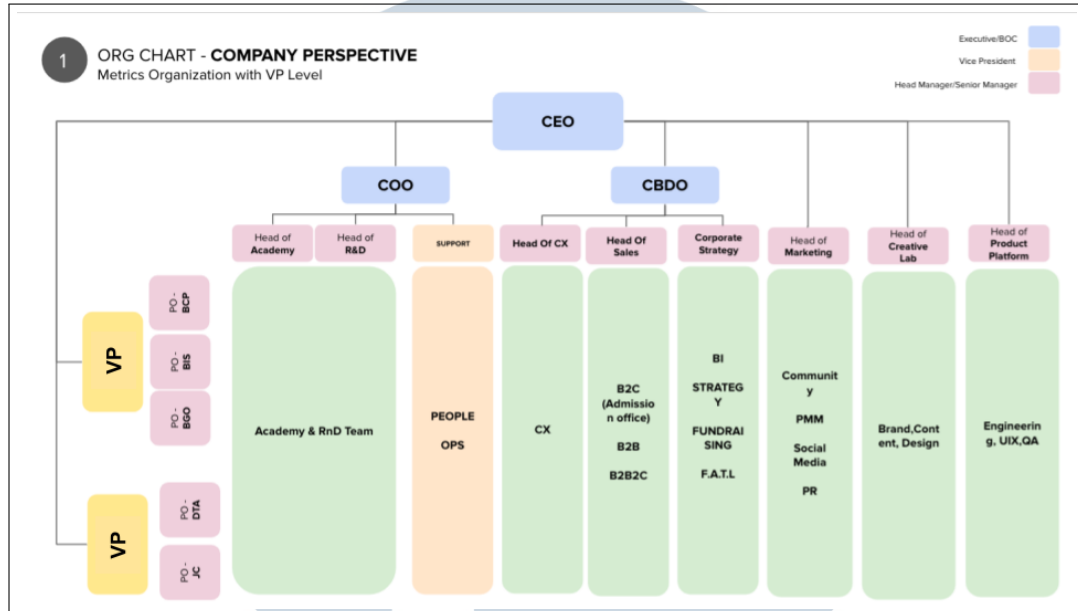 1
ORG CHART - COMPANY PERSPECTIVE
Metrics Organization with VP Level
Executive/BOC
Vice President
Head Manager/Senior Manager
CEO
COO
CBDO
Head of
Academy
Head of
R&D
SUPPORT
Head Of CX
Head Of
Sales
Corporate
Strategy
Head of
Marketing
Head of
Creative
Lab
Head of
Product
Platform
VP
PO -
BCP
PO -
BIS
PO -
BGO
VP
PO -
DTA
PO -
JC
Academy & RnD Team
PEOPLE
OPS
CX
B2C
(Admissio
n office)
B2B
B2B2C
BI
STRATEG
Y
FUNDRAI
SING
F.A.T.L
Communit
y
PMM
Social
Media
PR
Brand,Cont
ent, Design
Engineerin
g, UIX,QA